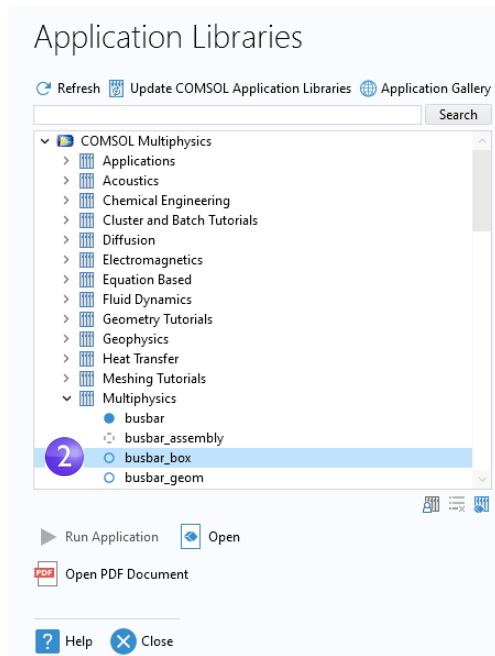 Application Libraries
Refresh Update COMSOL Application Libraries Application Gallery
Search
COMSOL Multiphysics
Applications
Acoustics
Chemical Engineering
Cluster and Batch Tutorials
Diffusion
Electromagnetics
Equation Based
Fluid Dynamics
Geometry Tutorials
Geophysics
Heat Transfer
Meshing Tutorials
Multiphysics
busbar
busbar_assembly
2 busbar_box
busbar_geom
Run Application Open
PDF Open PDF Document
? Help Close